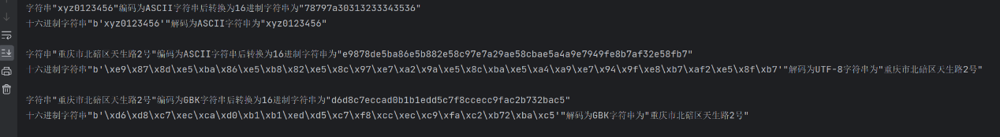 字符串"xyz0123456"编码为ASCII字符串后转换为16进制字符串为"78797a30313233343536"
十六进制字符串"b'xyz0123456'"解码为ASCII字符串为"xyz0123456"
字符串"重庆市北碚区天生路2号"编码为ASCII字符串后转换为16进制字符串为"e9878de5ba86e5b882e58c97e7a29ae58cbae5a4a9e7949fe8b7af32e58fb7"
十六进制字符串"b'\xe9\x87\x8d\xe5\xba\x86\xe5\xb8\x82\xe5\x8c\x97\xe7\xa2\x9a\xe5\x8c\xba\xe5\xa4\xa9\xe7\x94\x9f\xe8\xb7\xaf2\xe5\x8f\xb7'"解码为UTF-8字符串为"重庆市北碚区天生路2号"
字符串"重庆市北碚区天生路2号"编码为GBK字符串后转换为16进制字符串为"d6d8c7eccad0b1b1edd5c7f8ccecc9fac2b732bac5"
十六进制字符串"b'\xd6\xd8\xc7\xec\xca\xd0\xb1\xb1\xed\xd5\xc7\xf8\xcc\xec\xc9\xfa\xc2\xb72\xba\xc5'"解码为GBK字符串为"重庆市北碚区天生路2号"